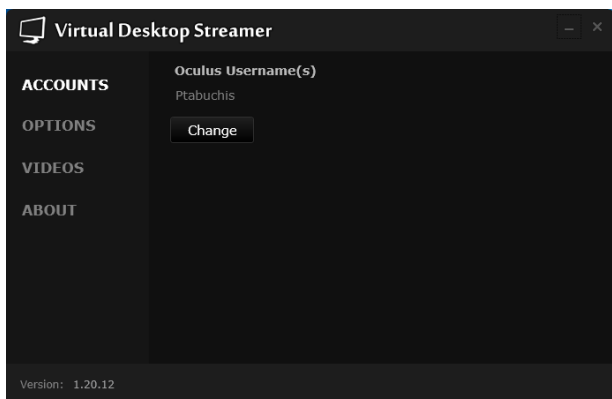 Virtual Desktop Streamer
ACCOUNTS
OPTIONS
VIDEOS
ABOUT
Oculus Username(s)
Ptabuchis
Change
Version: 1.20.12